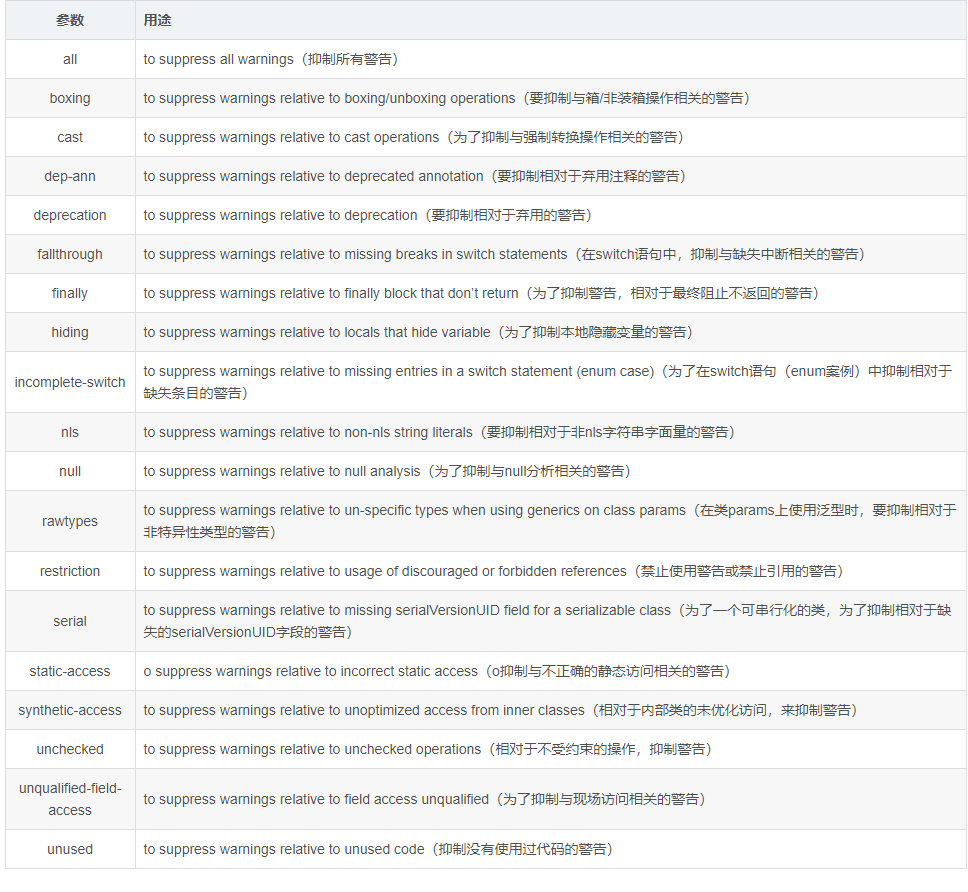 参数 用途
all to suppress all warnings（抑制所有警告）
boxing to suppress warnings relative to boxing/unboxing operations（要抑制与箱/非装箱操作相关的警告）
cast to suppress warnings relative to cast operations（为了抑制与强制转换操作相关的警告）
dep-ann to suppress warnings relative to deprecated annotation（要抑制相对于弃用注释的警告）
deprecation to suppress warnings relative to deprecation（要抑制相对于弃用的警告）
fallthrough to suppress warnings relative to missing breaks in switch statements（在switch语句中，抑制与缺失中断相关的警告）
finally to suppress warnings relative to finally block that don’t return（为了抑制警告，相对于最终阻止不返回的警告）
hiding to suppress warnings relative to locals that hide variable（为了抑制本地隐藏变量的警告）
incomplete-switch to suppress warnings relative to missing entries in a switch statement (enum case)（为了在switch语句（enum案例）中抑制相对于
缺失条目的警告）
nls to suppress warnings relative to non-nls string literals（要抑制相对于非nls字符串字面量的警告）
null to suppress warnings relative to null analysis（为了抑制与null分析相关的警告）
rawtypes to suppress warnings relative to un-specific types when using generics on class params（在类params上使用泛型时，要抑制相对于
非特异性类型的警告）
restriction to suppress warnings relative to usage of discouraged or forbidden references（禁止使用警告或禁止引用的警告）
serial to suppress warnings relative to missing serialVersionUID field for a serializable class（为了一个可串行化的类，为了抑制相对于缺
失的serialVersionUID字段的警告）
static-access o suppress warnings relative to incorrect static access（o抑制与不正确的静态访问相关的警告）
synthetic-access to suppress warnings relative to unoptimized access from inner classes（相对于内部类的未优化访问，来抑制警告）
unchecked to suppress warnings relative to unchecked operations（相对于不受约束的操作，抑制警告）
unqualified-field-
access to suppress warnings relative to field access unqualified（为了抑制与现场访问相关的警告）
unused to suppress warnings relative to unused code（抑制没有使用过代码的警告）